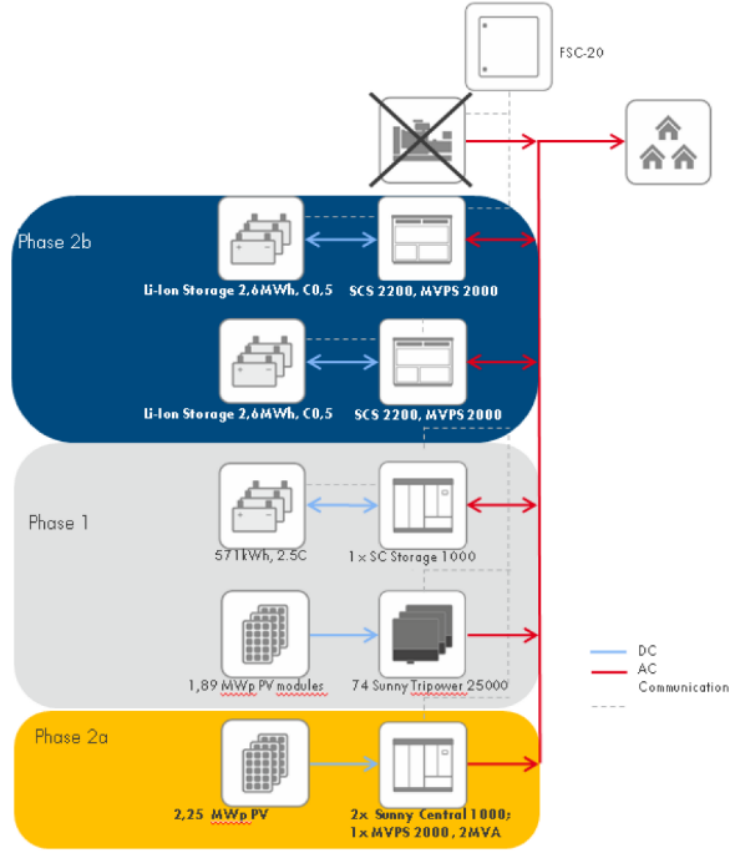 FSC-20
Phase 2b
Li-Ion Storage 2,6MWh, C0,5
SCS 2200, MVPS 2000
Li-Ion Storage 2,6MWh, C0,5
SCS 2200, MVPS 2000
Phase 1
571kWh, 2.5C
1x SC Storage 1000
1,89 MWp PV modules
74 Sunny Tripower 25000
DC
AC
Communication
Phase 2a
2,25 MWp PV
2x Sunny Central 1000;
1x MVPS 2000, 2MVA